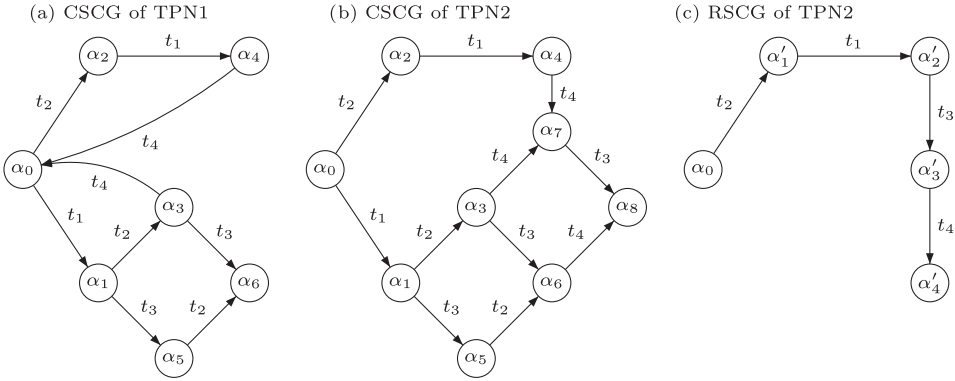 (a) CSCG of TPN1
α₂
t₁
α₄
t₂
t₄
α₀
t₄
t₁
α₃
t₂
t₃
α₁
α₆
t₃
t₂
α₅
(b) CSCG of TPN2
α₂
t₁
α₄
t₂
t₄
α₇
t₄
t₃
α₀
t₁
α₃
α₈
t₂
t₃
t₄
α₁
α₆
t₃
t₂
α₅
(c) RSCG of TPN2
α′₁
t₁
α′₂
t₂
t₃
α₀
α′₃
t₄
α′₄